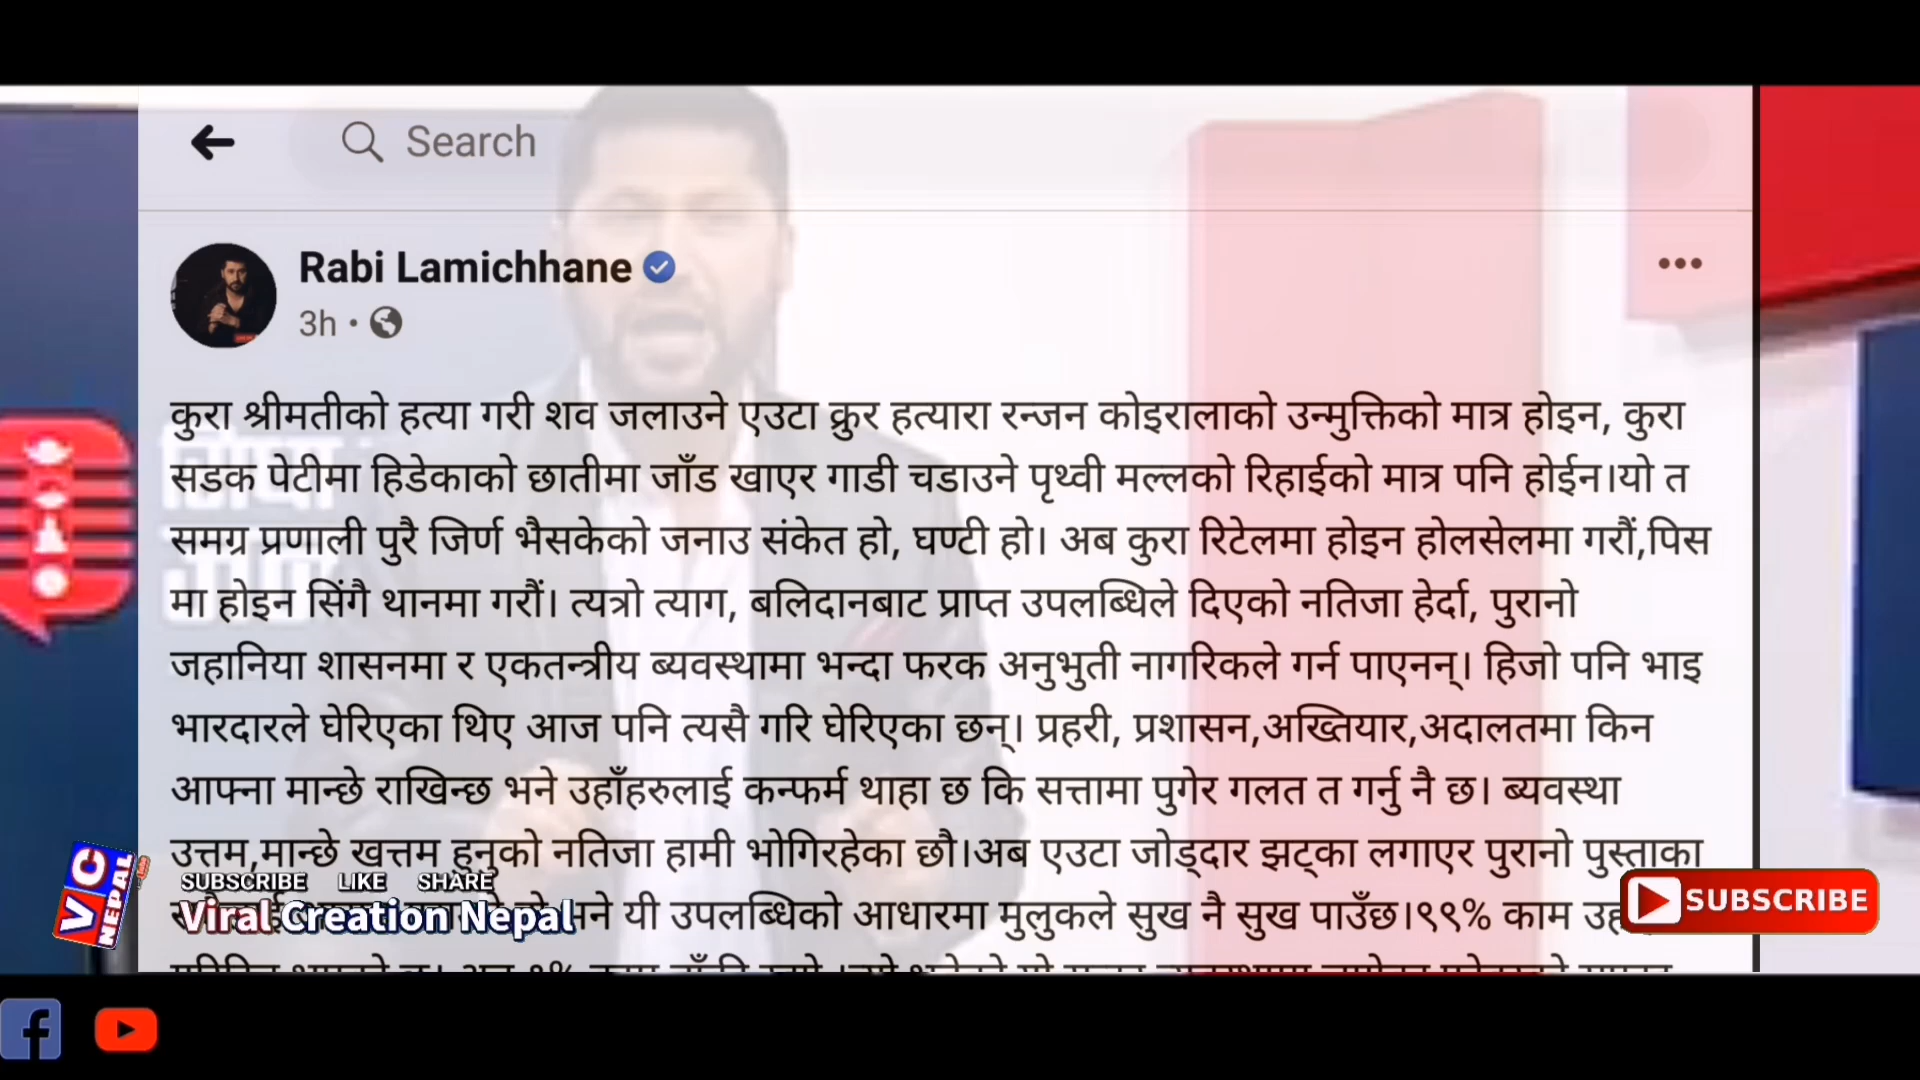 Search
Rabi Lamichhane
3h
कुरा श्रीमतीको हत्या गरी शव जलाउने एउटा क्रुर हत्यारा रन्जन कोइरालाको उन्मुक्तिको मात्र होइन, कुरा
सडक पेटीमा हिडेकाको छातीमा जाँड खाएर गाडी चडाउने पृथ्वी मल्लको रिहाईको मात्र पनि होईन।यो त
समग्र प्रणाली पुरै जिर्ण भैसकेको जनाउ संकेत हो, घण्टी हो। अब कुरा रिटेलमा होइन होलसेलमा गरौं,पिस
मा होइन सिंगै थानमा गरौं। त्यत्रो त्याग, बलिदानबाट प्राप्त उपलब्धिले दिएको नतिजा हेर्दा, पुरानो
जहानिया शासनमा र एकतन्त्रीय ब्यवस्थामा भन्दा फरक अनुभुती नागरिकले गर्न पाएनन्। हिजो पनि भाइ
भारदारले घेरिएका थिए आज पनि त्यसै गरि घेरिएका छन्। प्रहरी, प्रशासन,अख्तियार,अदालतमा किन
आफ्ना मान्छे राखिन्छ भने उहाँहरुलाई कन्फर्म थाहा छ कि सत्तामा पुगेर गलत त गर्नु नै छ। ब्यवस्था
उत्तम,मान्छे खत्तम हुनुको नतिजा हामी भोगिरहेका छौ।अब एउटा जोड्दार झट्का लगाएर पुरानो पुस्ताका
भने यी उपलब्धिको आधारमा मुलुकले सुख नै सुख पाउँछ।९९% काम
VC NEPAL
SUBSCRIBE LIKE SHARE
Viral Creation Nepal
SUBSCRIBE